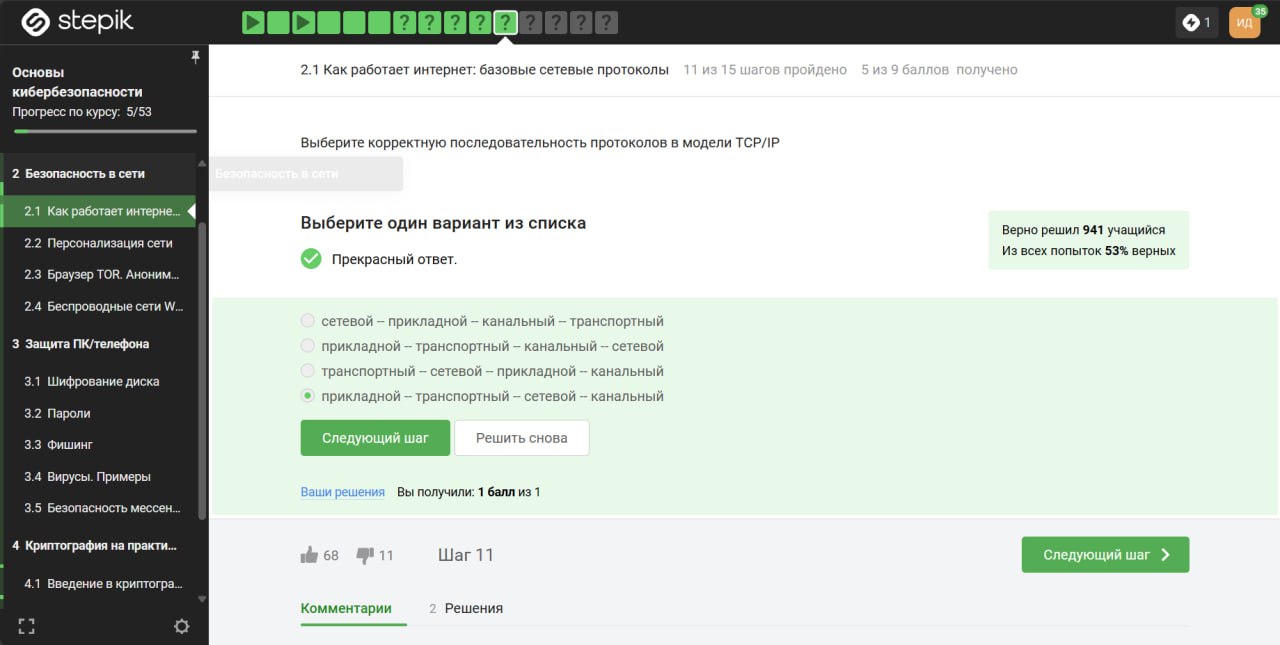 stepik
? ? ? ? ? ? ? ? ?
1
ИД
35
Основы
кибербезопасности
Прогресс по курсу: 5/53
2 Безопасность в сети
2.1 Как работает интерне...
2.2 Персонализация сети
2.3 Браузер TOR. Аноним...
2.4 Беспроводные сети W...
3 Защита ПК/телефона
3.1 Шифрование диска
3.2 Пароли
3.3 Фишинг
3.4 Вирусы. Примеры
3.5 Безопасность мессен...
4 Криптография на практи...
4.1 Введение в криптогра...
2.1 Как работает интернет: базовые сетевые протоколы 11 из 15 шагов пройдено 5 из 9 баллов получено
Выберите корректную последовательность протоколов в модели TCP/IP
Безопасность в сети
Выберите один вариант из списка
Прекрасный ответ.
Верно решил 941 учащийся
Из всех попыток 53% верных
сетевой -- прикладной -- канальный -- транспортный
прикладной -- транспортный -- канальный -- сетевой
транспортный -- сетевой -- прикладной -- канальный
прикладной -- транспортный -- сетевой -- канальный
Следующий шаг Решить снова
Ваши решения Вы получили: 1 балл из 1
68 11 Шаг 11 Следующий шаг
Комментарии 2 Решения